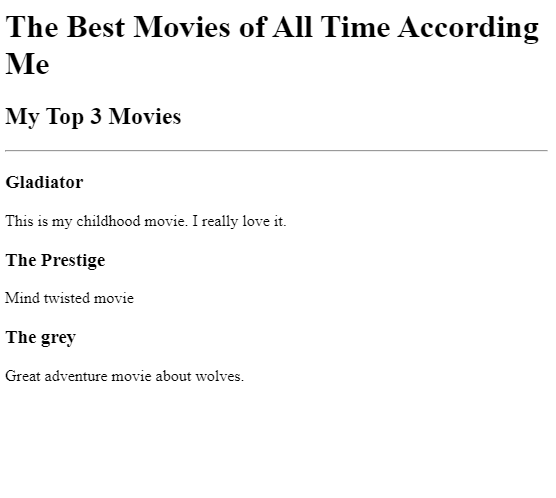 The Best Movies of All Time According
Me
My Top 3 Movies
Gladiator
This is my childhood movie. I really love it.
The Prestige
Mind twisted movie
The grey
Great adventure movie about wolves.